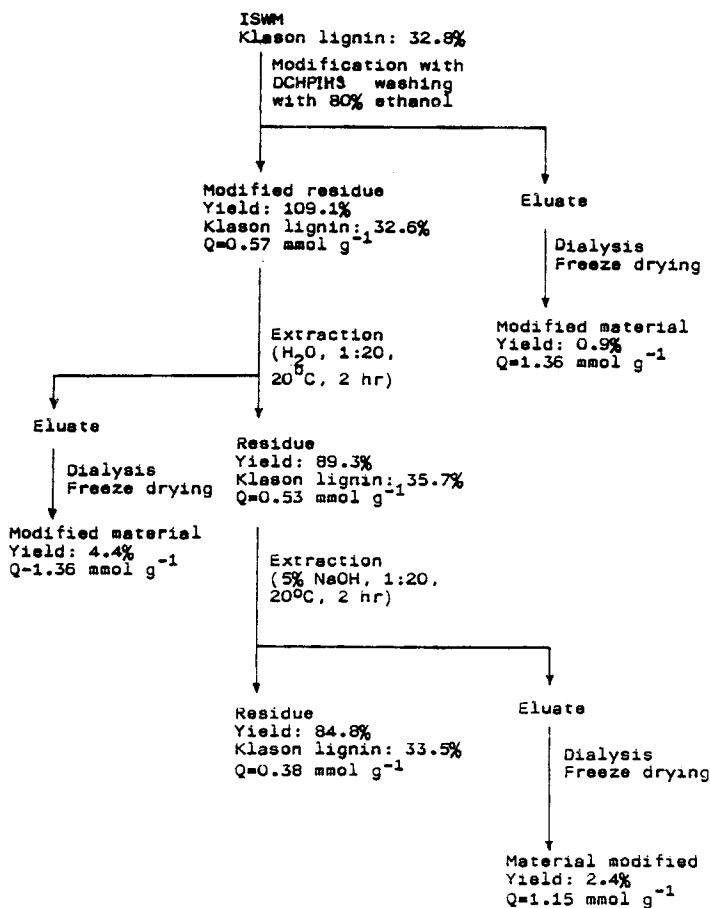 ISWM
Klason lignin: 32.8%
Modification with
DCHPIHS washing
with 80% ethanol
Modified residue
Yield: 109.1%
Klason lignin: 32.6%
Q=0.57 mmol g⁻¹
Eluate
Dialysis
Freeze drying
Modified material
Yield: 0.9%
Q=1.36 mmol g⁻¹
Extraction
(H₂O, 1:20,
20°C, 2 hr)
Eluate
Dialysis
Freeze drying
Modified material
Yield: 4.4%
Q=1.36 mmol g⁻¹
Residue
Yield: 89.3%
Klason lignin: 35.7%
Q=0.53 mmol g⁻¹
Extraction
(5% NaOH, 1:20,
20°C, 2 hr)
Residue
Yield: 84.8%
Klason lignin: 33.5%
Q=0.38 mmol g⁻¹
Eluate
Dialysis
Freeze drying
Material modified
Yield: 2.4%
Q=1.15 mmol g⁻¹